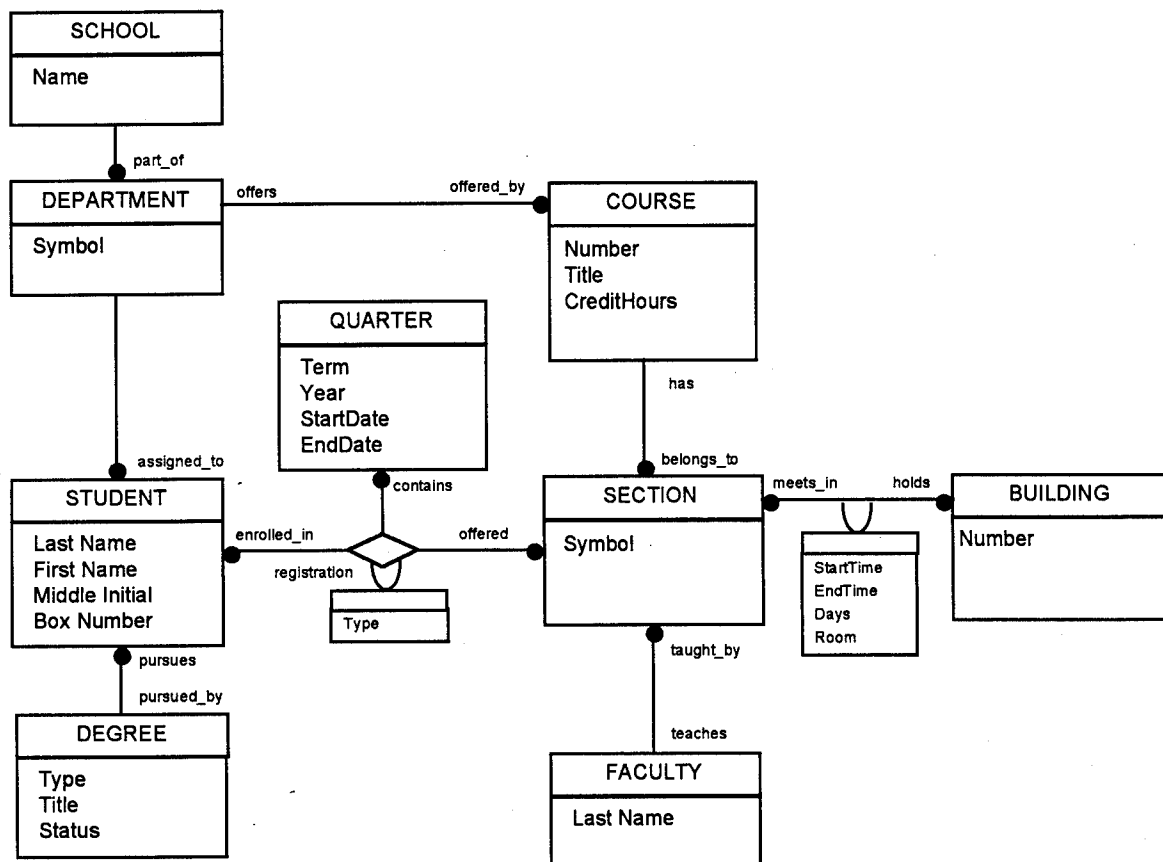 SCHOOL
Name
part_of
DEPARTMENT
Symbol
offers
offered_by
COURSE
Number
Title
CreditHours
QUARTER
Term
Year
StartDate
EndDate
has
assigned_to
contains
belongs_to
STUDENT
Last Name
First Name
Middle Initial
Box Number
enrolled_in
registration
offered
Type
SECTION
Symbol
meets_in
holds
BUILDING
Number
StartTime
EndTime
Days
Room
pursues
pursued_by
taught_by
teaches
DEGREE
Type
Title
Status
FACULTY
Last Name